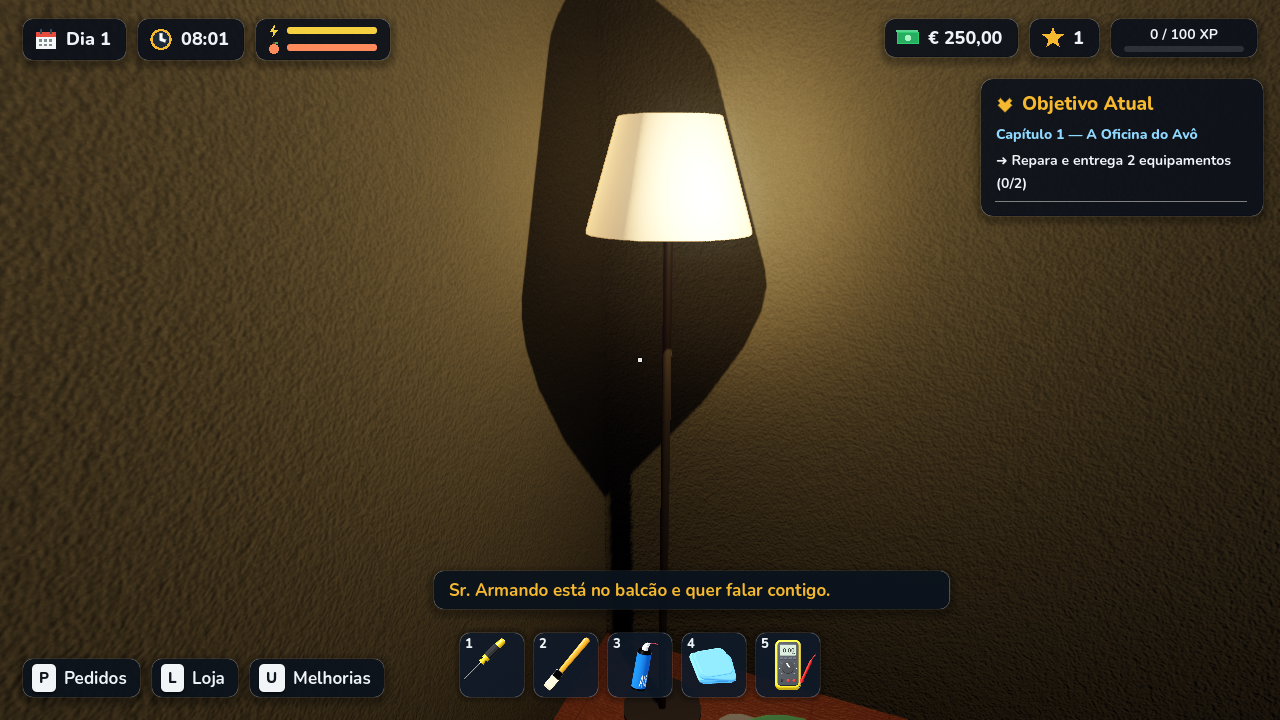 Dia 1
08:01
€ 250,00
1
0 / 100 XP
Objetivo Atual
Capítulo 1 — A Oficina do Avô
➜ Repara e entrega 2 equipamentos
(0/2)
Sr. Armando está no balcão e quer falar contigo.
1
2
3
4
5
P Pedidos
L Loja
U Melhorias